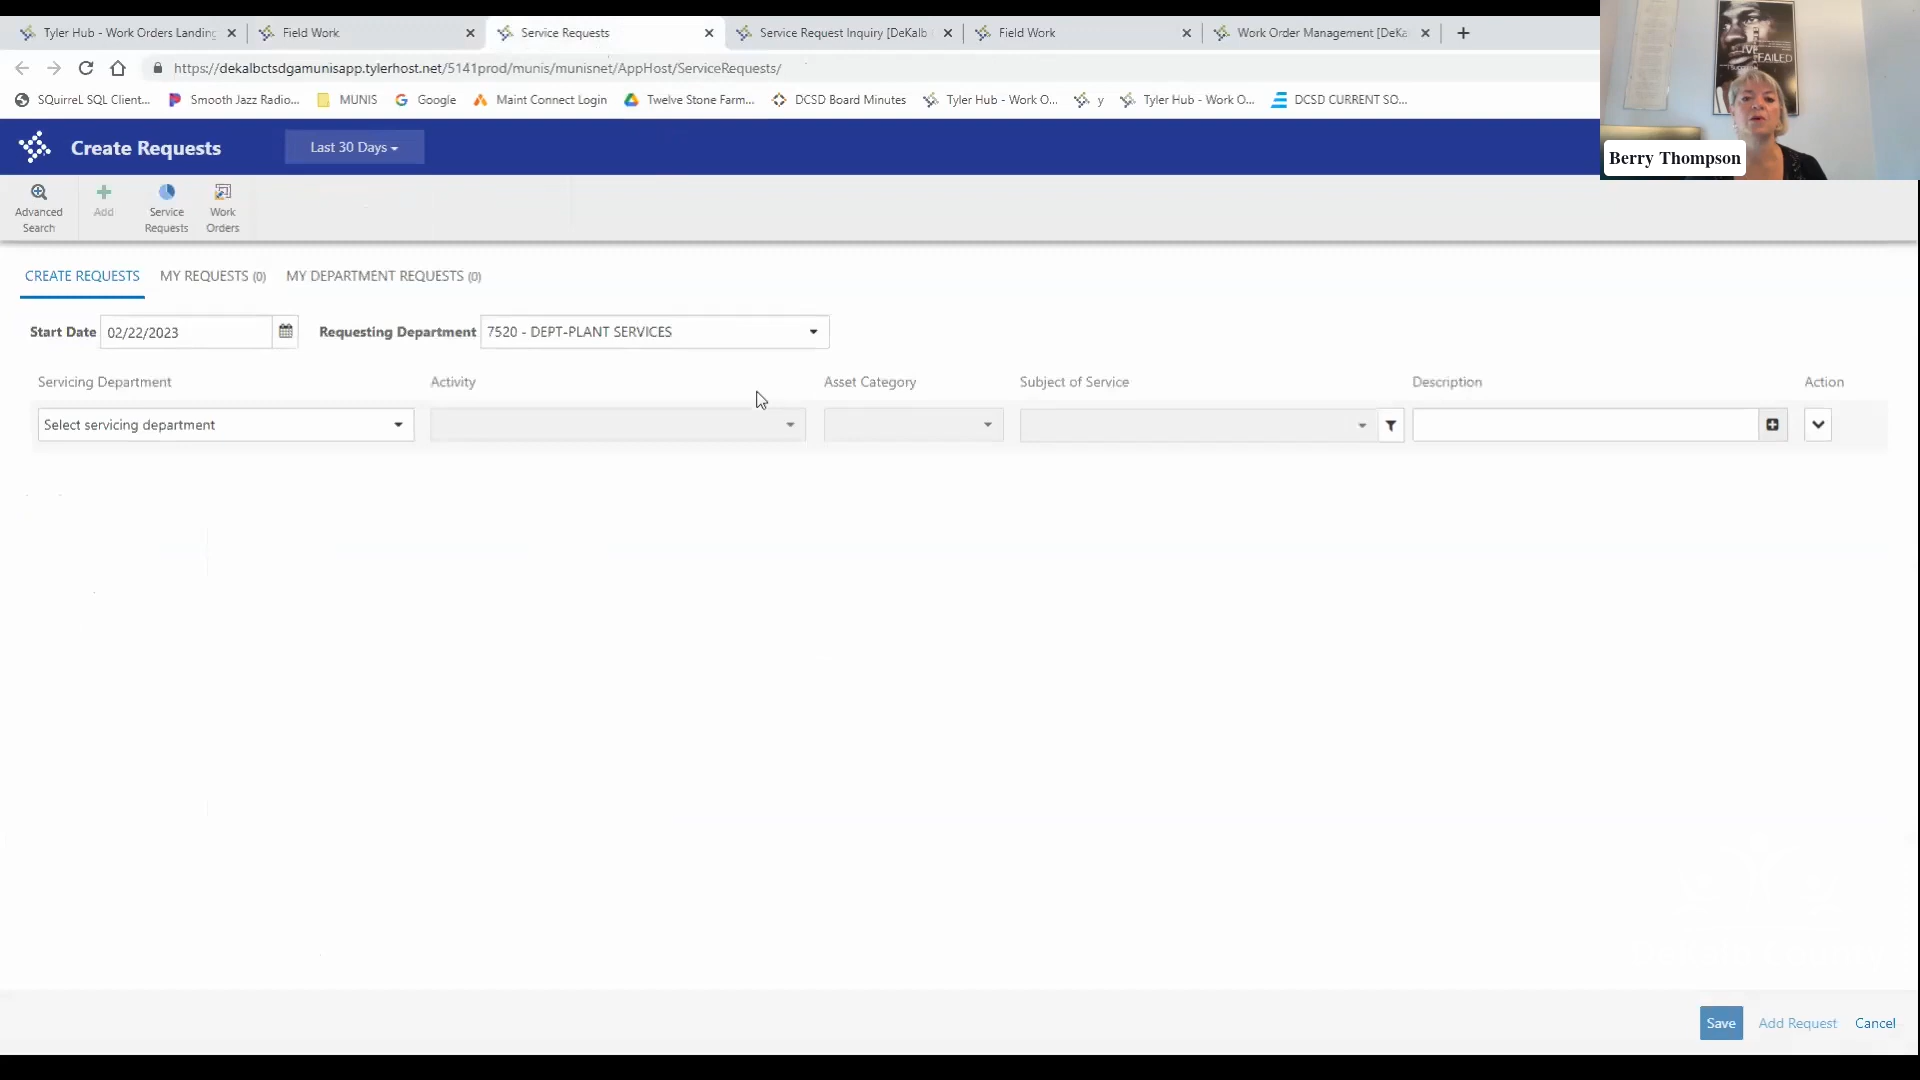 Tyler Hub - Work Orders Landing
Field Work
Service Requests
Service Request Inquiry [DeKalb
Field Work
Work Order Management [DeKa
https://dekalbctsdgamunisapp.tylerhost.net/5141prod/munis/munisnet/AppHost/ServiceRequests/
SQuirreL SQL Client...
Smooth Jazz Radio...
MUNIS
Google
Maint Connect Login
Twelve Stone Farm...
DCSD Board Minutes
Tyler Hub - Work O...
y
Tyler Hub - Work O...
DCSD CURRENT SO...
I'VE
FAILED
Berry Thompson
Create Requests
Last 30 Days
Advanced
Search
Add
Service
Requests
Work
Orders
CREATE REQUESTS
MY REQUESTS (0)
MY DEPARTMENT REQUESTS (0)
Start Date
02/22/2023
Requesting Department
7520 - DEPT-PLANT SERVICES
Servicing Department
Activity
Asset Category
Subject of Service
Description
Action
Select servicing department
Save
Add Request
Cancel